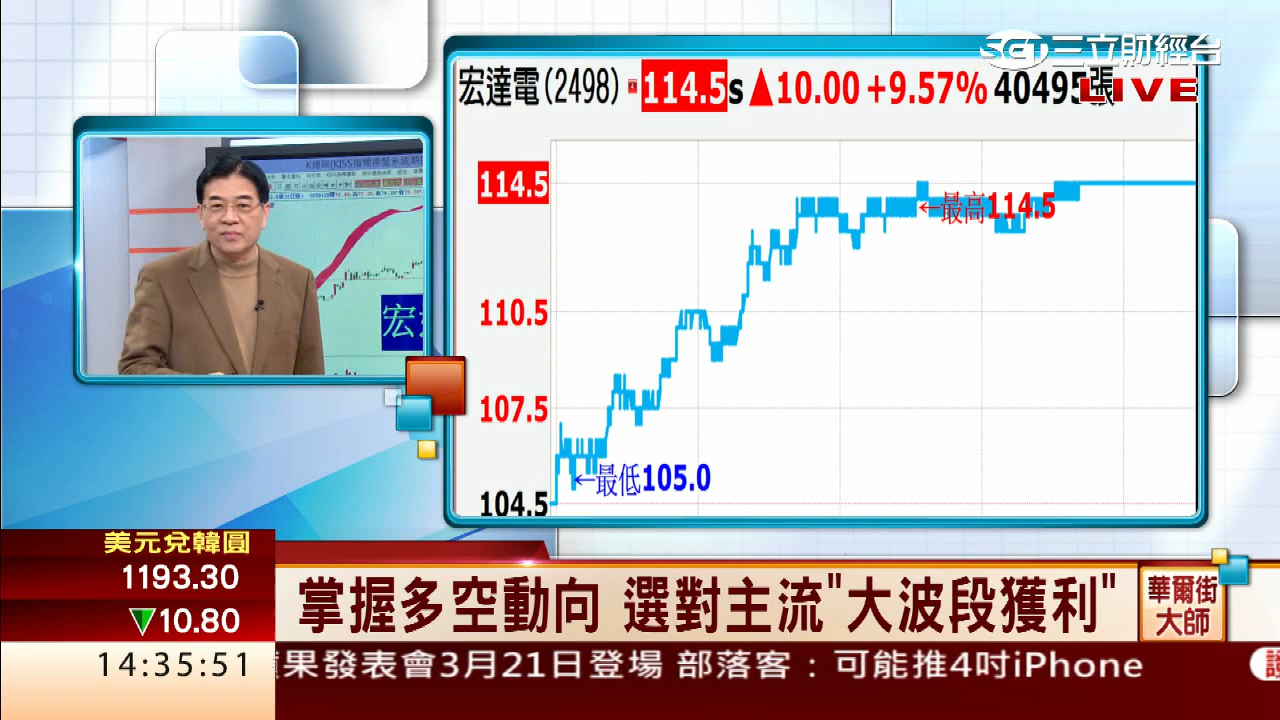 SET三立財經台
LIVE
宏達電(2498) 114.5s▲10.00+9.57% 40495張
114.5
←最高114.5
110.5
107.5
←最低105.0
104.5
宏
美元兌韓圓
1193.30
▼10.80
掌握多空動向 選對主流"大波段獲利"
華爾街
大師
14:35:51
果發表會3月21日登場 部落客：可能推4吋iPhone